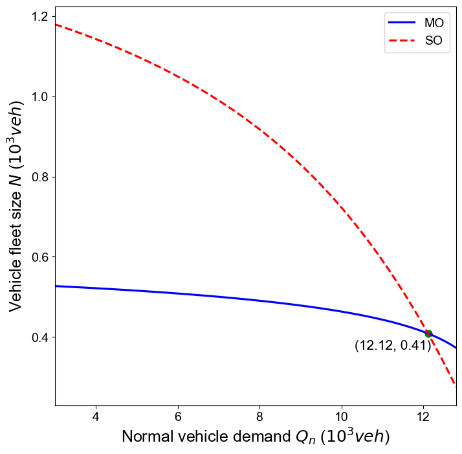 1.2
1.0
0.8
0.6
0.4
Vehicle fleet size N (10³veh)
MO
SO
(12.12, 0.41)
4 6 8 10 12
Normal vehicle demand Qₙ (10³veh)